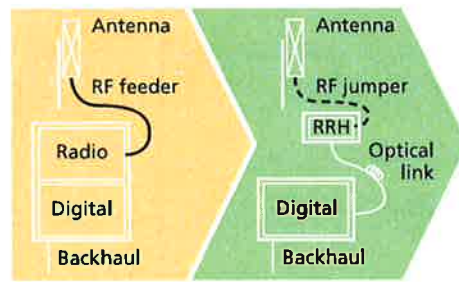 Antenna
RF feeder
Radio
Digital
Backhaul
Antenna
RF jumper
RRH
Optical
link
Digital
Backhaul